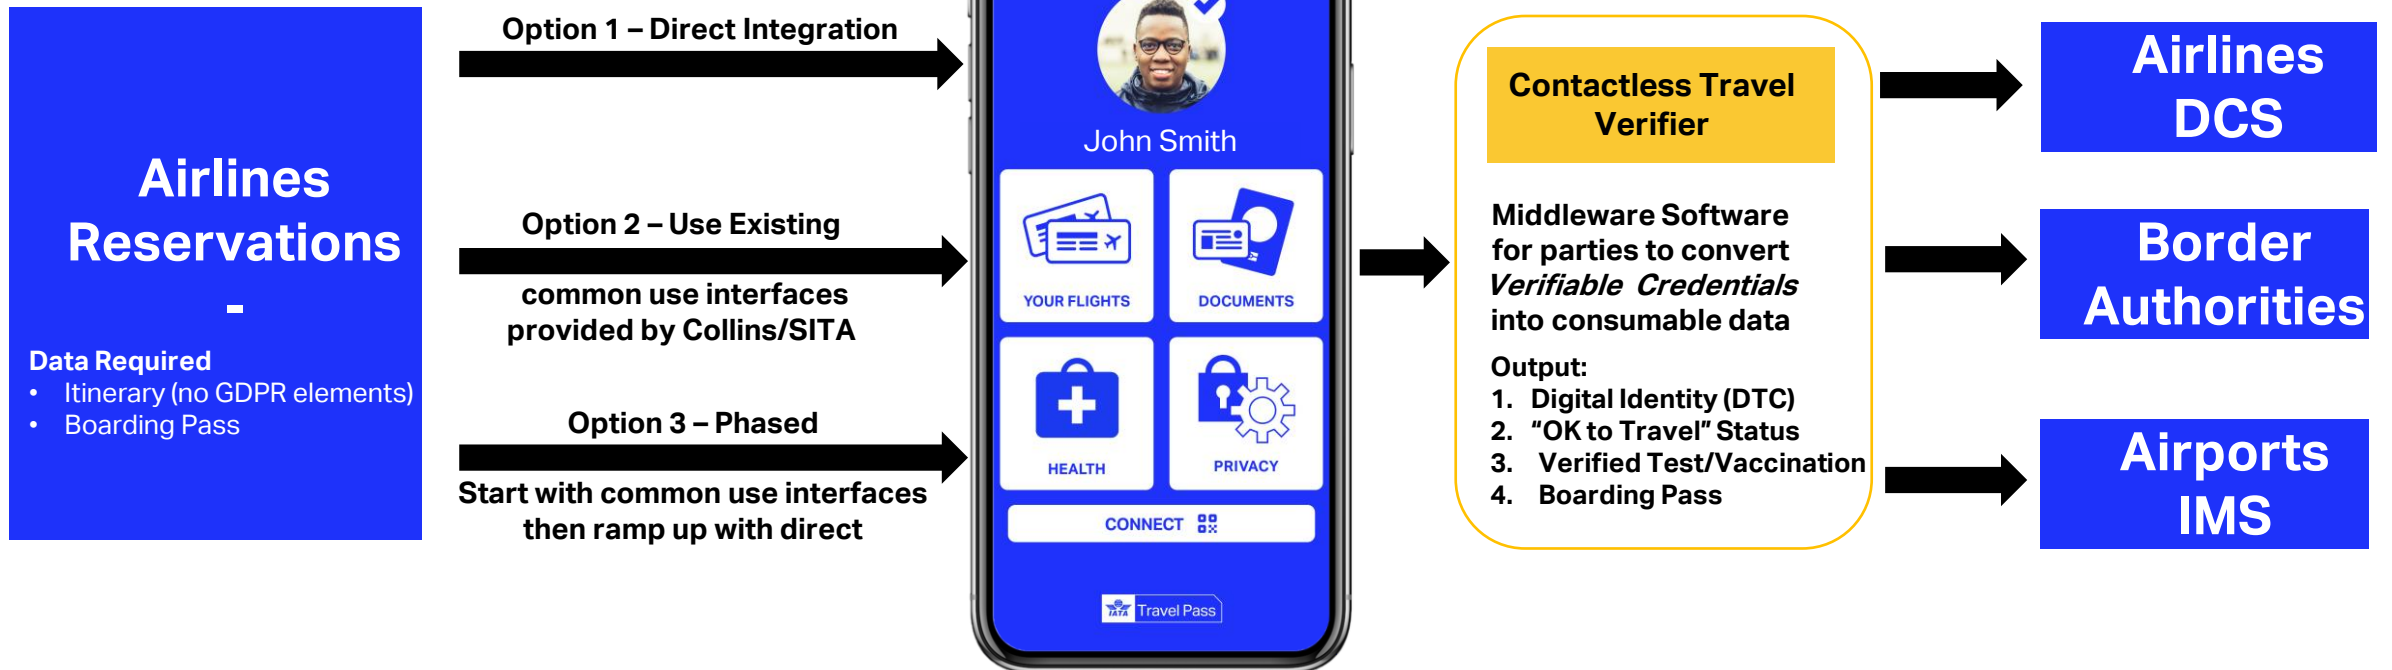 Airlines
Reservations
-
Data Required
• Itinerary (no GDPR elements)
• Boarding Pass
Option 1 – Direct Integration
Option 2 – Use Existing
common use interfaces
provided by Collins/SITA
Option 3 – Phased
Start with common use interfaces
then ramp up with direct
John Smith
YOUR FLIGHTS
DOCUMENTS
HEALTH
PRIVACY
CONNECT
IATA Travel Pass
Contactless Travel
Verifier
Middleware Software
for parties to convert
Verifiable Credentials
into consumable data
Output:
1. Digital Identity (DTC)
2. “OK to Travel” Status
3. Verified Test/Vaccination
4. Boarding Pass
Airlines
DCS
Border
Authorities
Airports
IMS